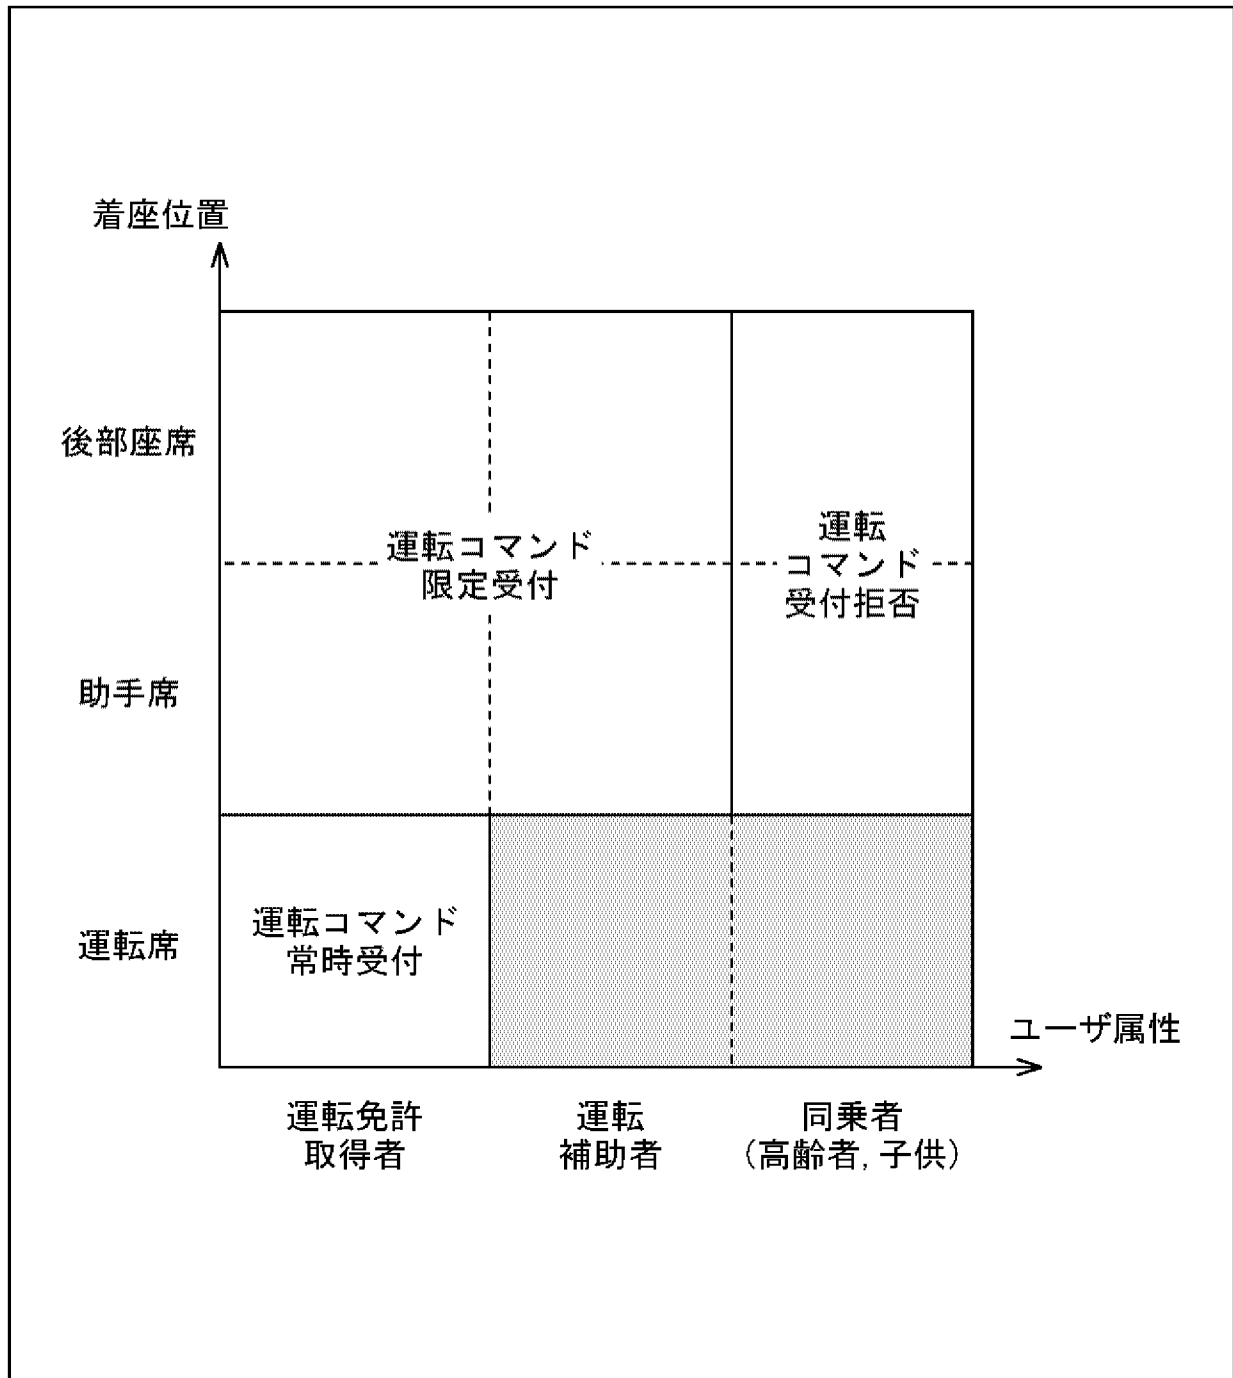 着座位置
後部座席
運転コマンド
限定受付
運転
コマンド
受付拒否
助手席
運転席
運転コマンド
常時受付
ユーザ属性
運転免許
取得者
運転
補助者
同乗者
(高齢者, 子供)